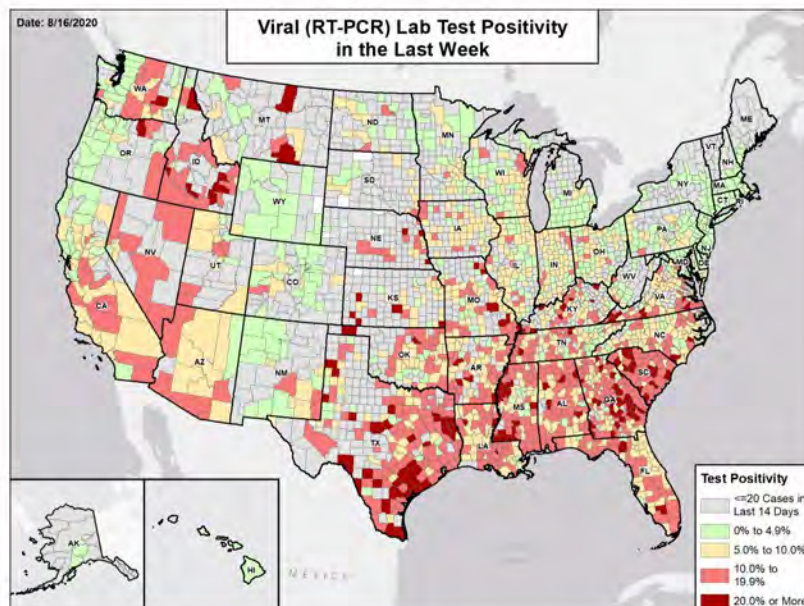 Date: 8/16/2020
Viral (RT-PCR) Lab Test Positivity
in the Last Week
WA
MT
ND
MN
ME
VT
NH
OR
ID
WY
SD
WI
MI
NY
MA
CT
RI
NV
UT
CO
NE
IA
IL
IN
OH
PA
NJ
MD
DE
WV
VA
CA
AZ
NM
KS
MO
KY
OK
AR
TN
NC
SC
TX
LA
MS
AL
GA
FL
AK
HI
MEXICO
Test Positivity
<=20 Cases in
Last 14 Days
0% to 4.9%
5.0% to 10.0%
10.0% to
19.9%
20.0% or More